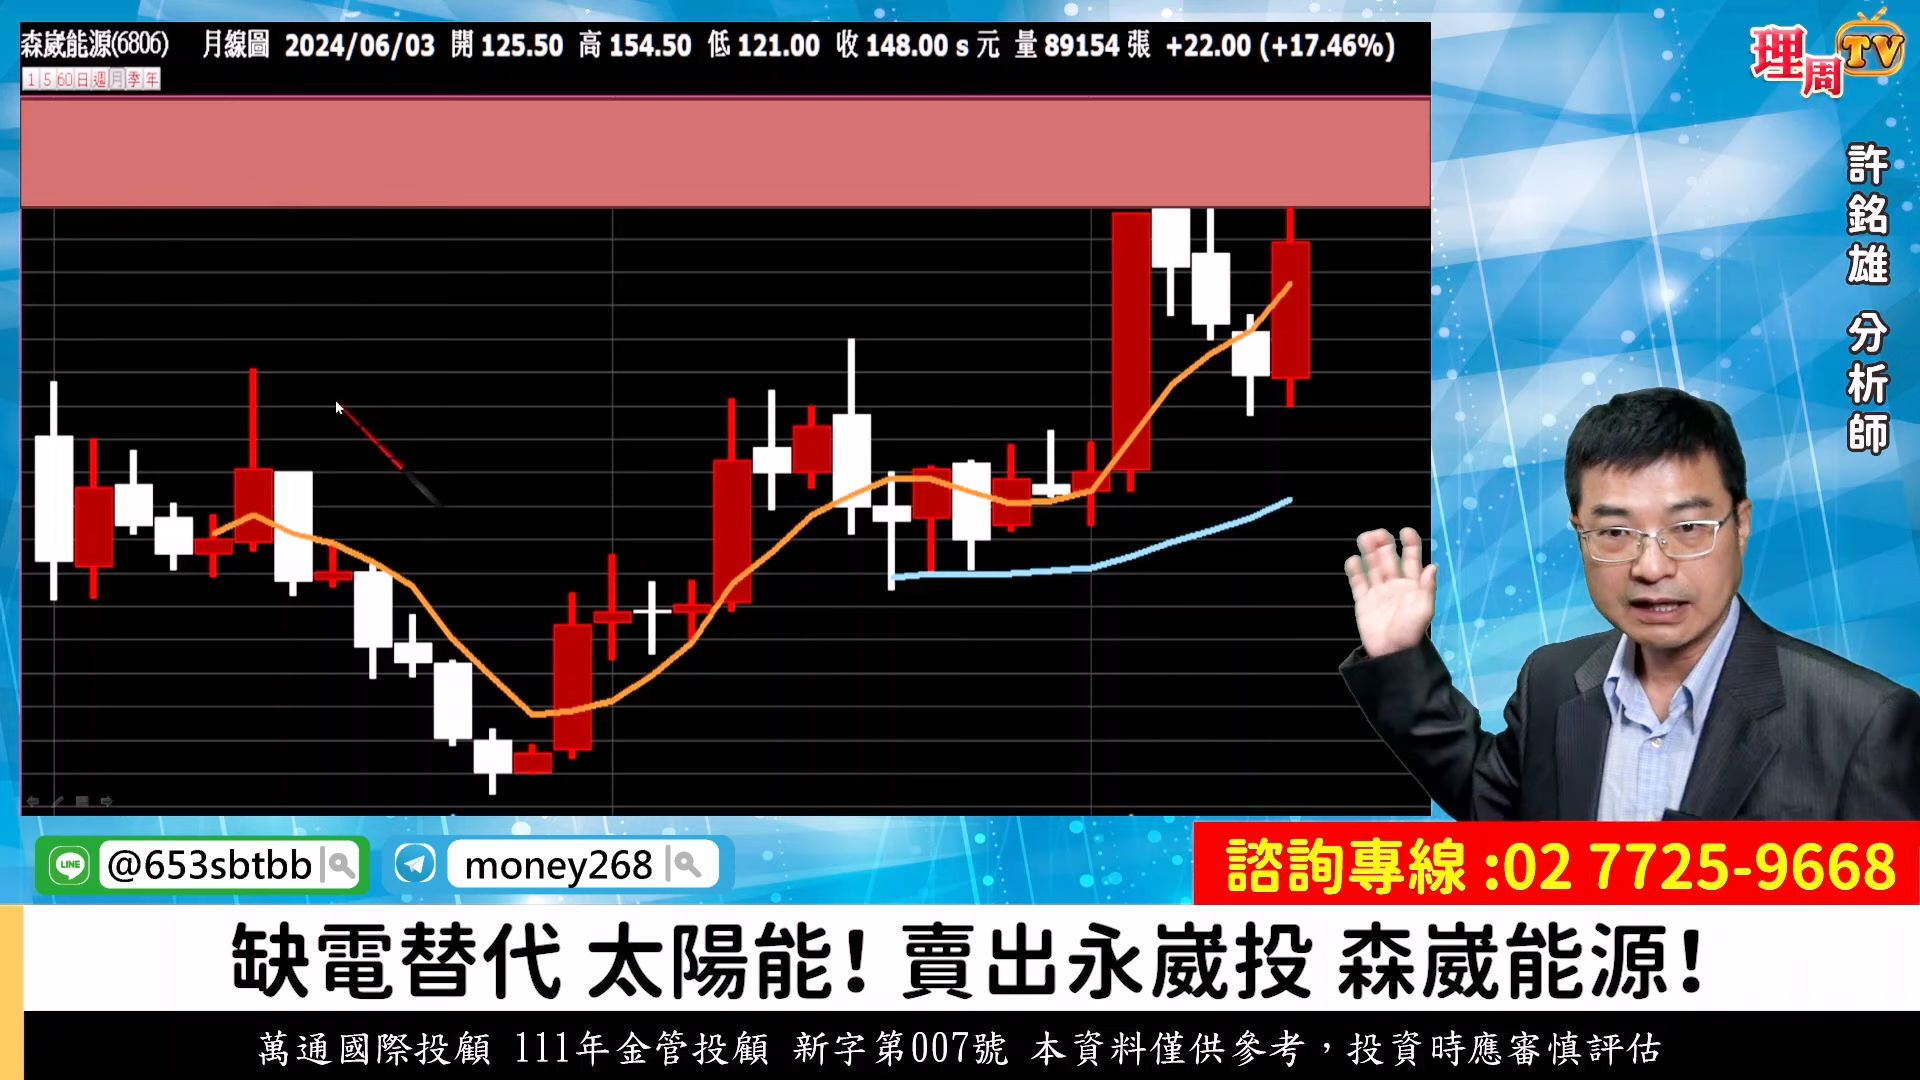 森崴能源(6806) 月線圖 2024/06/03 開 125.50 高 154.50 低 121.00 收 148.00 s 元 量 89154 張 +22.00 (+17.46%)
1 5 60 日 週 月 季 年
理周TV
許銘雄 分析師
LINE @653sbtbb
money268
諮詢專線 :02 7725-9668
缺電替代 太陽能! 賣出永崴投 森崴能源!
萬通國際投顧 111年金管投顧 新字第007號 本資料僅供參考，投資時應審慎評估